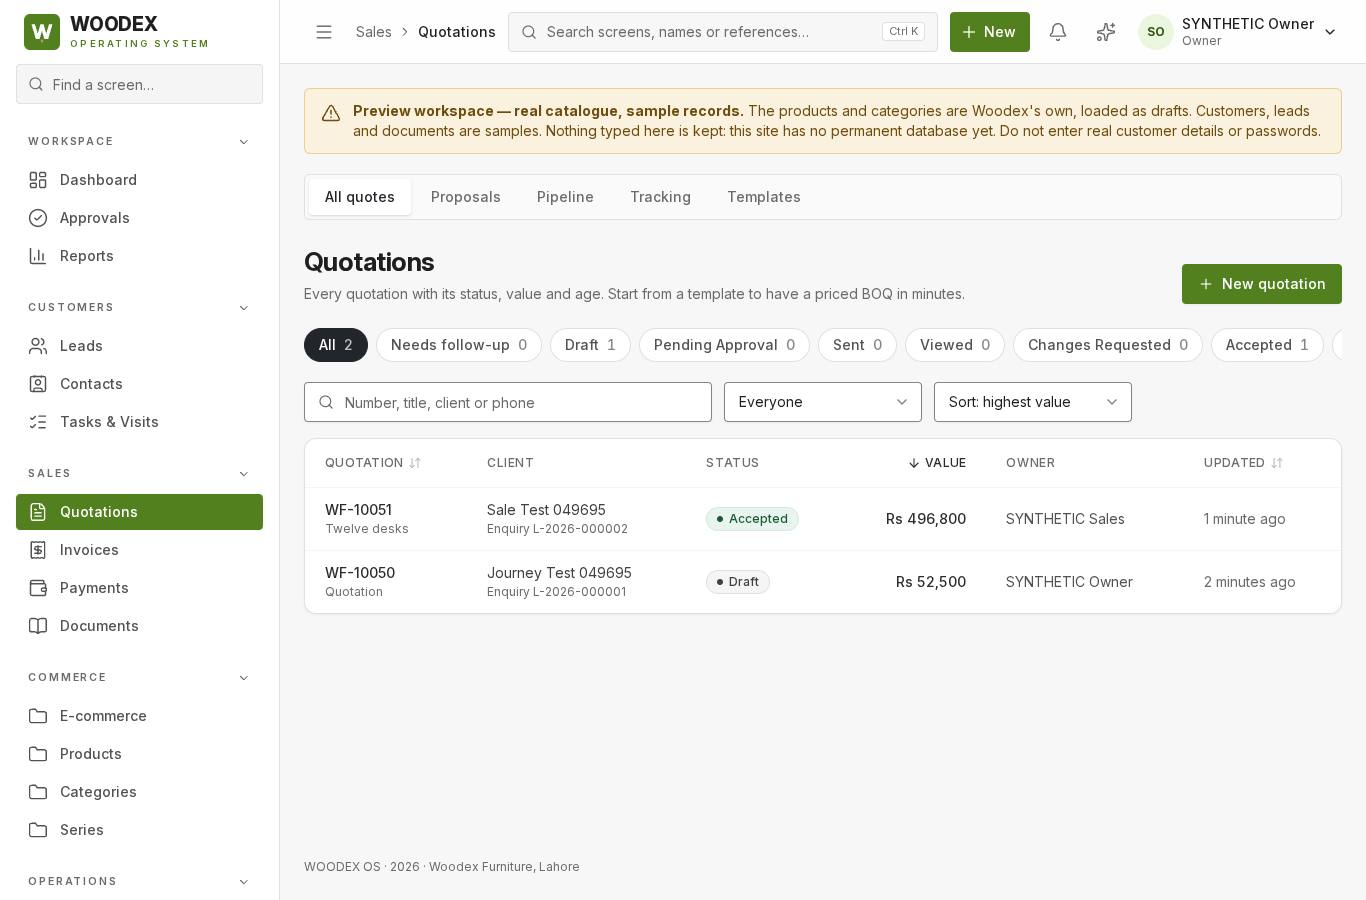 W
WOODEX
OPERATING SYSTEM
Find a screen…
WORKSPACE
Dashboard
Approvals
Reports
CUSTOMERS
Leads
Contacts
Tasks & Visits
SALES
Quotations
Invoices
Payments
Documents
COMMERCE
E-commerce
Products
Categories
Series
OPERATIONS
Sales > Quotations
Search screens, names or references… Ctrl K
New
SO
SYNTHETIC Owner
Owner
Preview workspace — real catalogue, sample records. The products and categories are Woodex's own, loaded as drafts. Customers, leads
and documents are samples. Nothing typed here is kept: this site has no permanent database yet. Do not enter real customer details or passwords.
All quotes Proposals Pipeline Tracking Templates
Quotations
Every quotation with its status, value and age. Start from a template to have a priced BOQ in minutes.
New quotation
All 2 Needs follow-up 0 Draft 1 Pending Approval 0 Sent 0 Viewed 0 Changes Requested 0 Accepted 1
Number, title, client or phone Everyone Sort: highest value
QUOTATION CLIENT STATUS VALUE OWNER UPDATED
WF-10051 Sale Test 049695 Accepted Rs 496,800 SYNTHETIC Sales 1 minute ago
Twelve desks Enquiry L-2026-000002
WF-10050 Journey Test 049695 Draft Rs 52,500 SYNTHETIC Owner 2 minutes ago
Quotation Enquiry L-2026-000001
WOODEX OS · 2026 · Woodex Furniture, Lahore